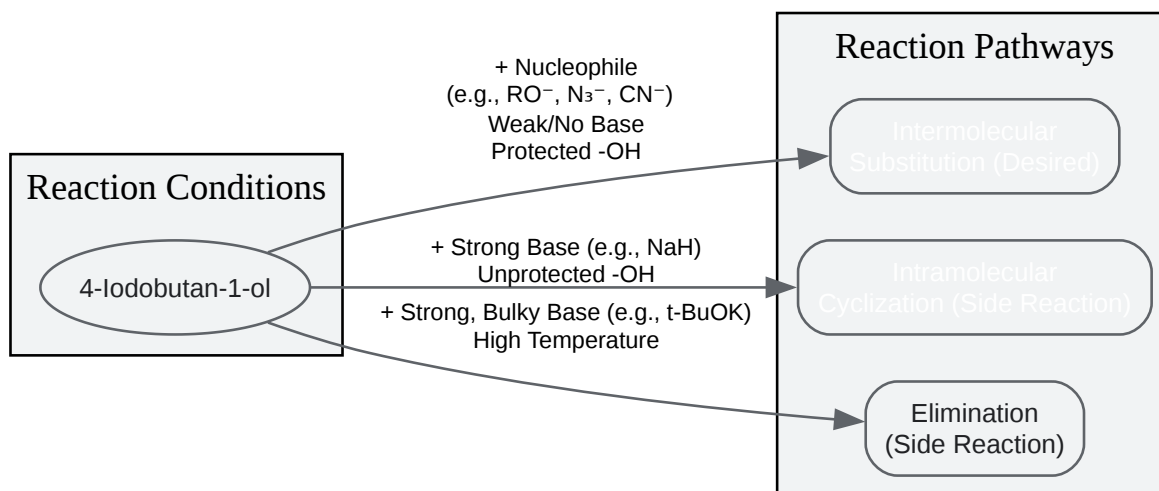 Reaction Pathways
+ Nucleophile
(e.g., RO⁻, N₃⁻, CN⁻)
Weak/No Base
Protected -OH
Intermolecular
Substitution (Desired)
Reaction Conditions
4-Iodobutan-1-ol
+ Strong Base (e.g., NaH)
Unprotected -OH
Intramolecular
Cyclization (Side Reaction)
+ Strong, Bulky Base (e.g., t-BuOK)
High Temperature
Elimination
(Side Reaction)